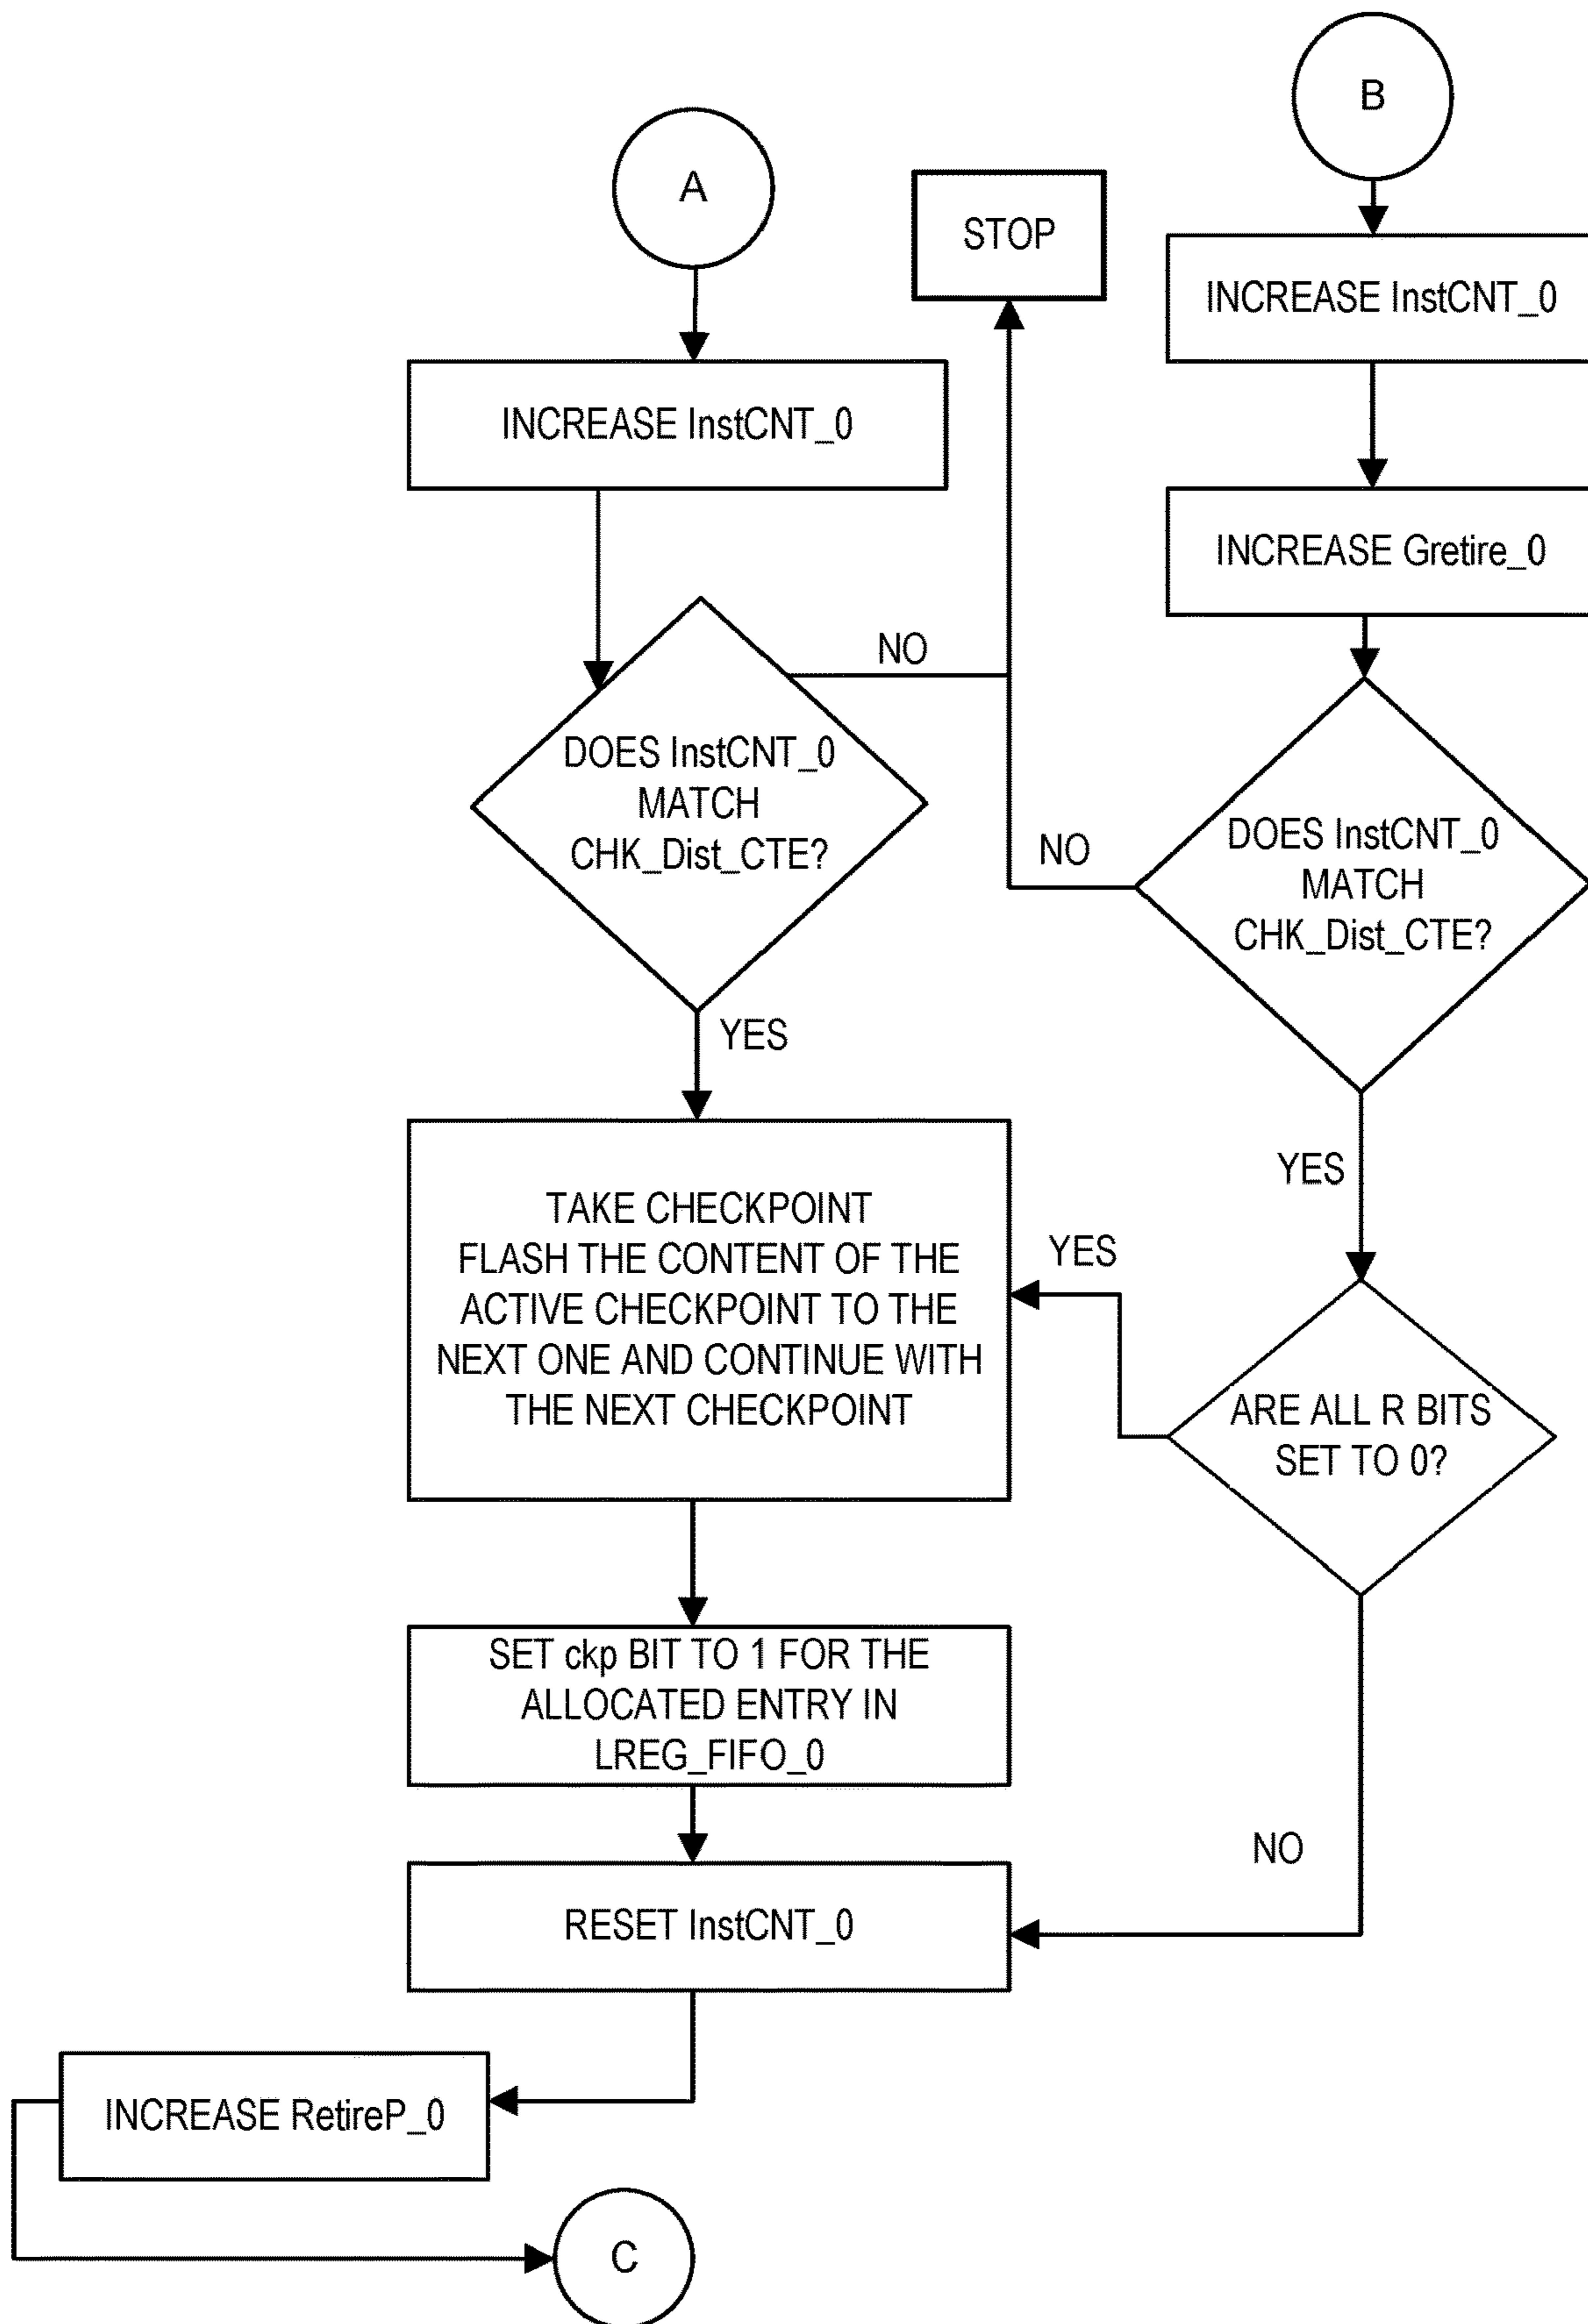 B
A
STOP
INCREASE InstCNT_0
INCREASE InstCNT_0
INCREASE Gretire_0
NO
DOES InstCNT_0
MATCH
CHK_Dist_CTE?
NO
DOES InstCNT_0
MATCH
CHK_Dist_CTE?
YES
YES
TAKE CHECKPOINT
FLASH THE CONTENT OF THE
ACTIVE CHECKPOINT TO THE
NEXT ONE AND CONTINUE WITH
THE NEXT CHECKPOINT
YES
ARE ALL R BITS
SET TO 0?
SET ckp BIT TO 1 FOR THE
ALLOCATED ENTRY IN
LREG_FIFO_0
NO
RESET InstCNT_0
INCREASE RetireP_0
C